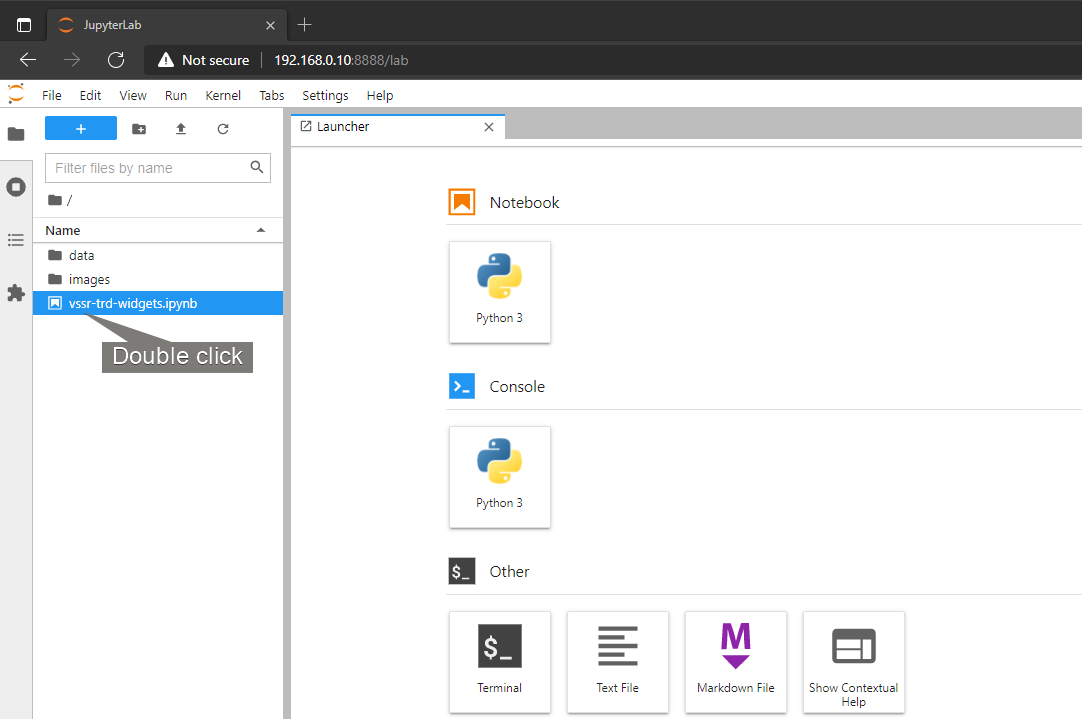 JupyterLab
Not secure
192.168.0.10:8888/lab
File Edit View Run Kernel Tabs Settings Help
Launcher
Filter files by name
/
Name
data
images
vssr-trd-widgets.ipynb
Double click
Notebook
Python 3
Console
Python 3
$_ Other
$_
Terminal
Text File
M
Markdown File
Show Contextual
Help